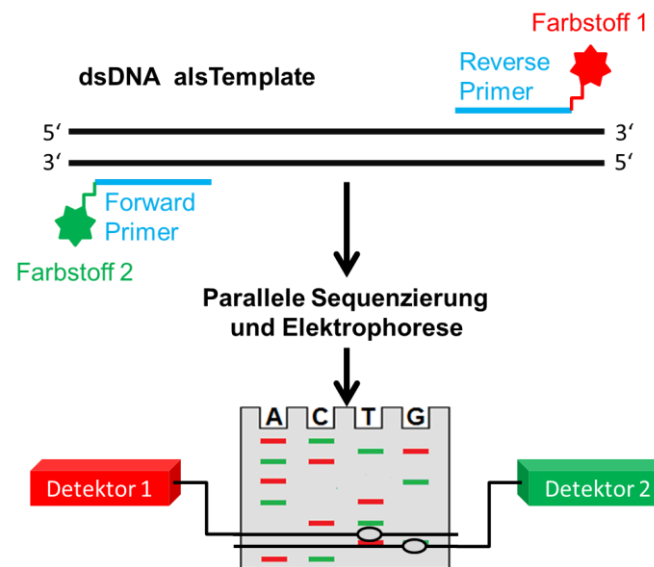 Farbstoff 1
Reverse
Primer
dsDNA alsTemplate
5‘ 3‘
3‘ 5‘
Forward
Primer
Farbstoff 2
Parallele Sequenzierung
und Elektrophorese
A C T G
Detektor 1 Detektor 2